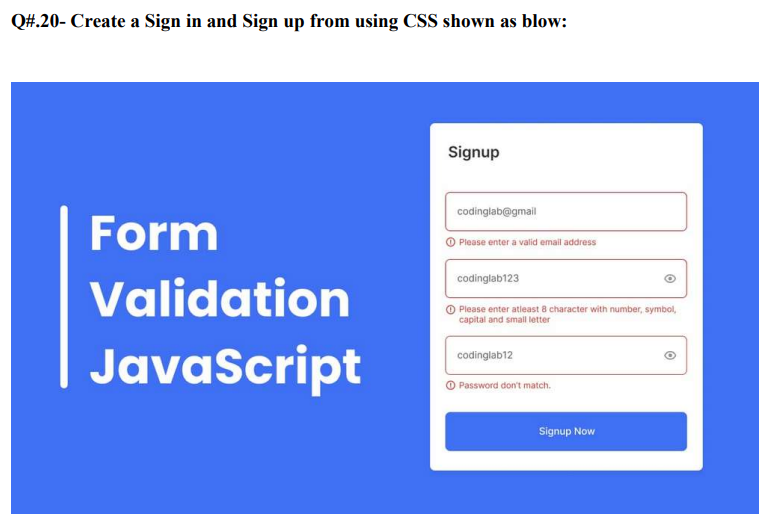 Q#.20- Create a Sign in and Sign up from using CSS shown as blow:
Form
Validation
JavaScript
Signup
codinglab@gmail
Please enter a valid email address
codinglab123
Please enter atleast 8 character with number, symbol,
capital and small letter
codinglab12
Password don't match.
Signup Now